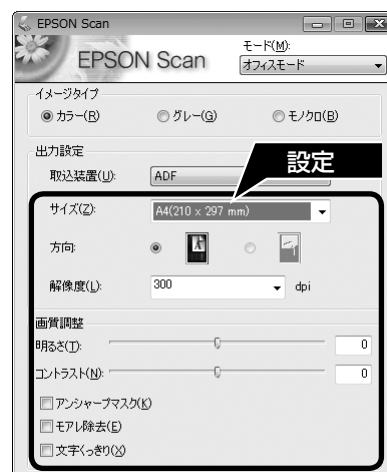 EPSON Scan
EPSON Scan
モード(M):
オフィスモード
イメージタイプ
カラー(R)
グレー(G)
モノクロ(B)
出力設定
取込装置(U):
ADF
設定
サイズ(Z):
A4(210 x 297 mm)
方向:
解像度(L):
300
dpi
画質調整
明るさ(T):
0
コントラスト(N):
0
アンシャープマスク(K)
モアレ除去(E)
文字くっきり(X)